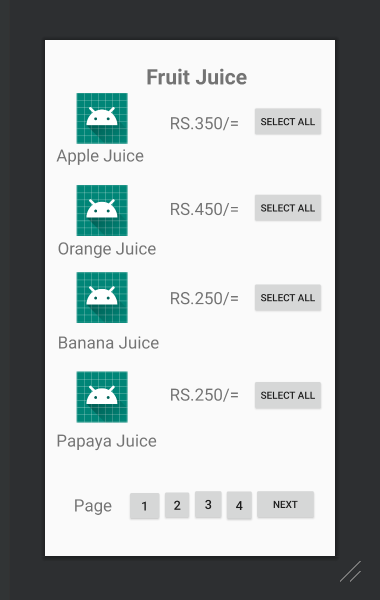 Fruit Juice
RS.350/= SELECT ALL
Apple Juice
RS.450/= SELECT ALL
Orange Juice
RS.250/= SELECT ALL
Banana Juice
RS.250/= SELECT ALL
Papaya Juice
Page 1 2 3 4 NEXT